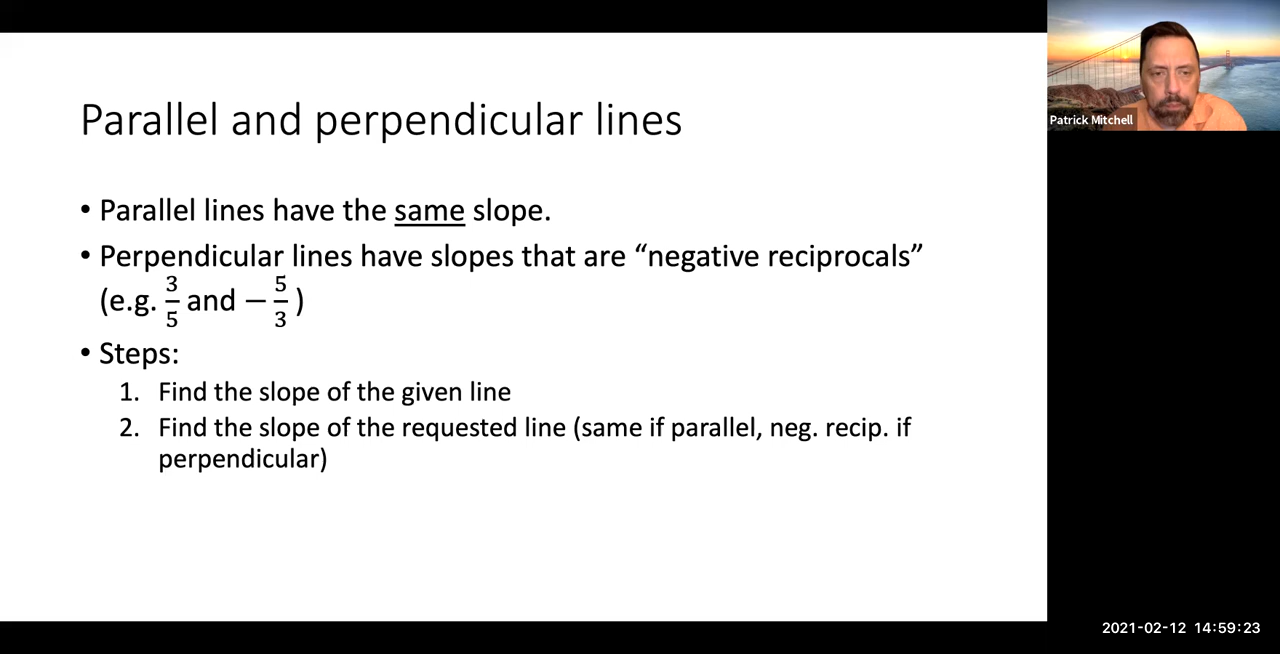 Parallel and perpendicular lines
• Parallel lines have the same slope.
• Perpendicular lines have slopes that are “negative reciprocals”
(e.g. 3/5 and − 5/3 )
• Steps:
1. Find the slope of the given line
2. Find the slope of the requested line (same if parallel, neg. recip. if
perpendicular)
Patrick Mitchell
2021-02-12 14:59:23